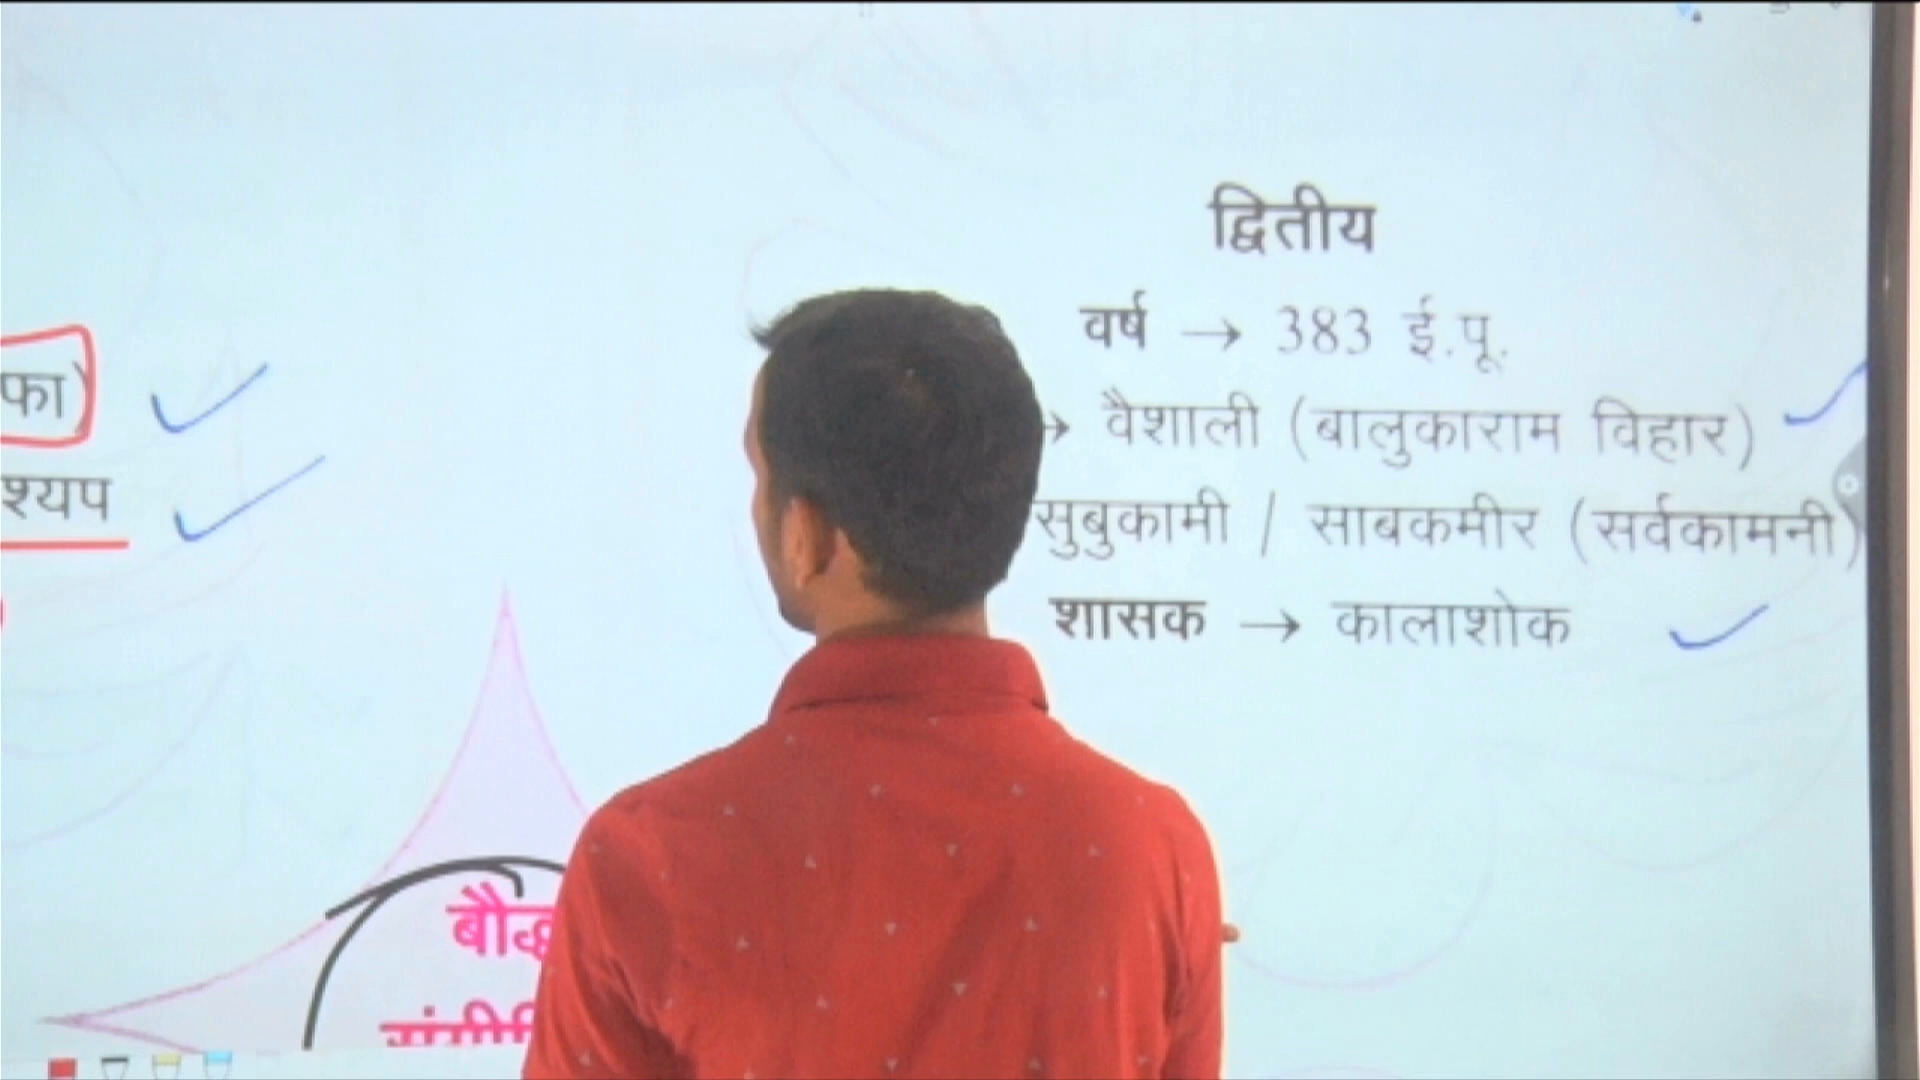 द्वितीय
वर्ष → 383 ई.पू.
→ वैशाली (बालुकाराम विहार)
सुबुकामी / साबकमीर (सर्वकामनी)
शासक → कालाशोक
फा)
श्यप
बौद्ध